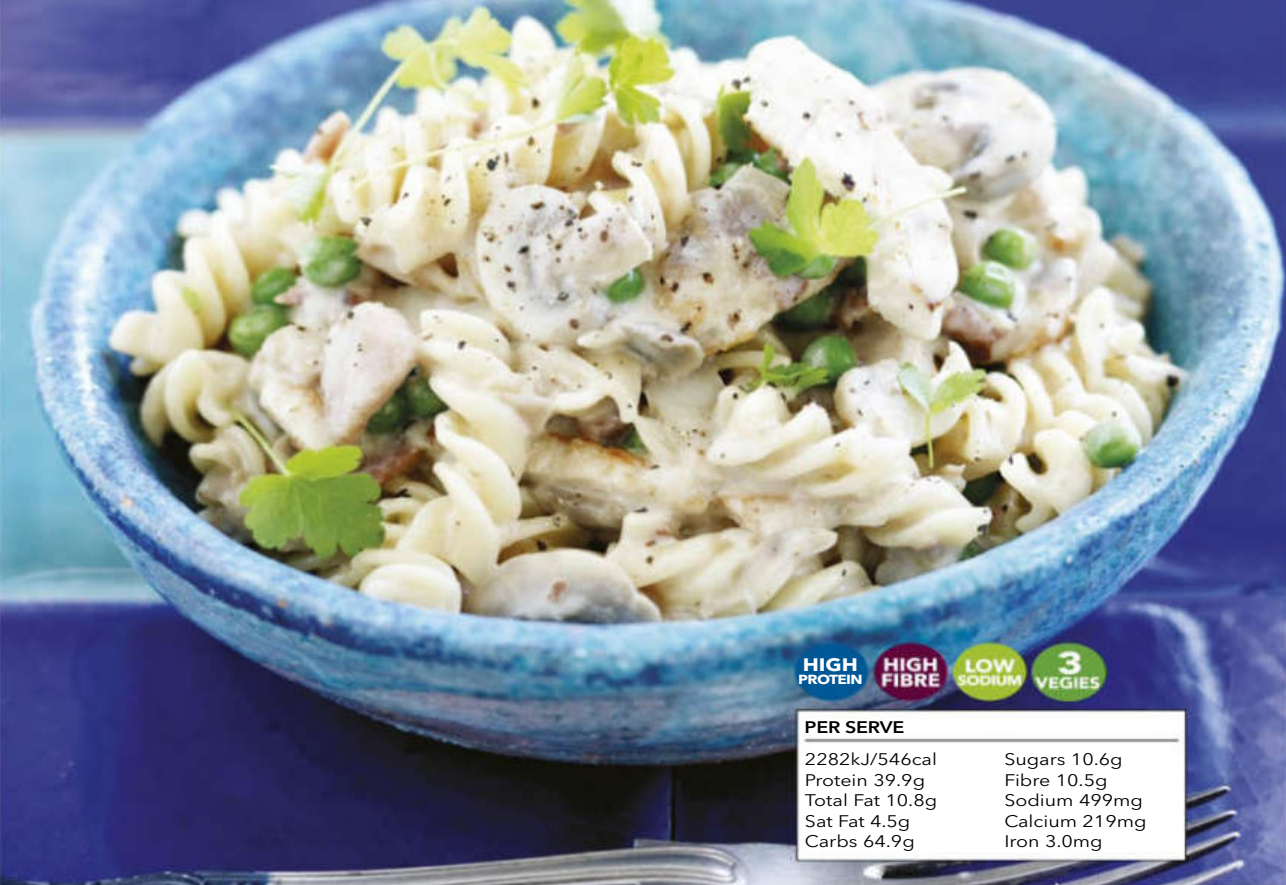 HIGH
PROTEIN
HIGH
FIBRE
LOW
SODIUM
3
VEGIES
PER SERVE
2282kJ/546cal
Protein 39.9g
Total Fat 10.8g
Sat Fat 4.5g
Carbs 64.9g
Sugars 10.6g
Fibre 10.5g
Sodium 499mg
Calcium 219mg
Iron 3.0mg